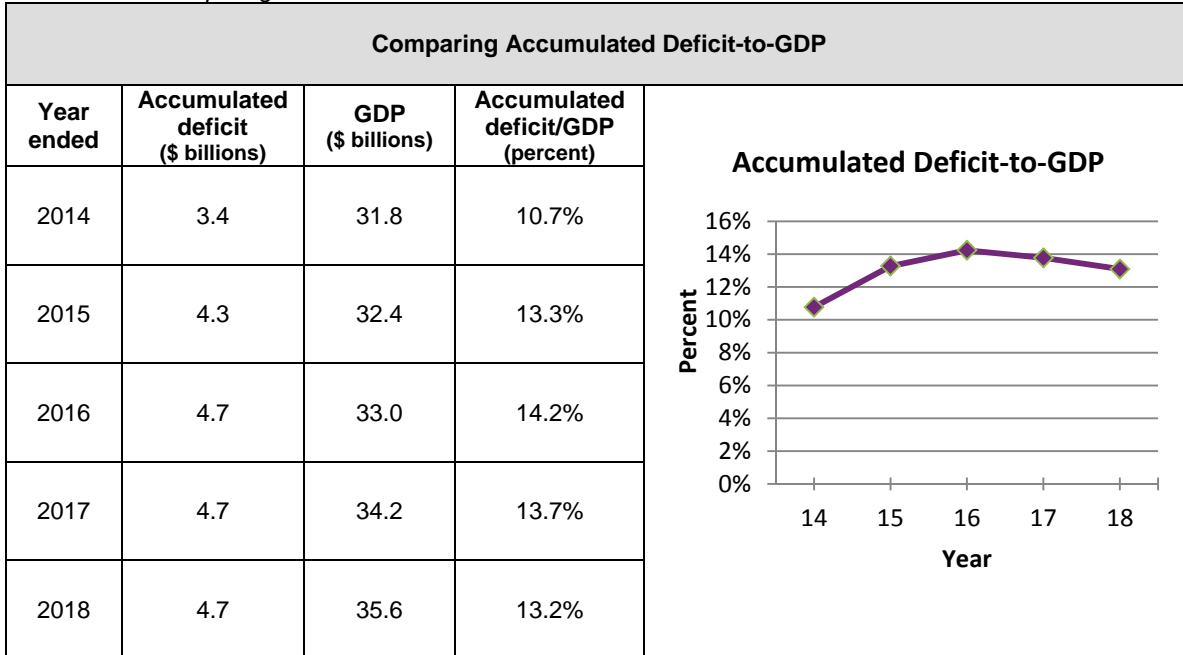 Comparing Accumulated Deficit-to-GDP
Year ended
Accumulated deficit ($ billions)
GDP ($ billions)
Accumulated deficit/GDP (percent)
2014 3.4 31.8 10.7%
2015 4.3 32.4 13.3%
2016 4.7 33.0 14.2%
2017 4.7 34.2 13.7%
2018 4.7 35.6 13.2%
Accumulated Deficit-to-GDP
Percent
16%
14%
12%
10%
8%
6%
4%
2%
0%
14 15 16 17 18
Year